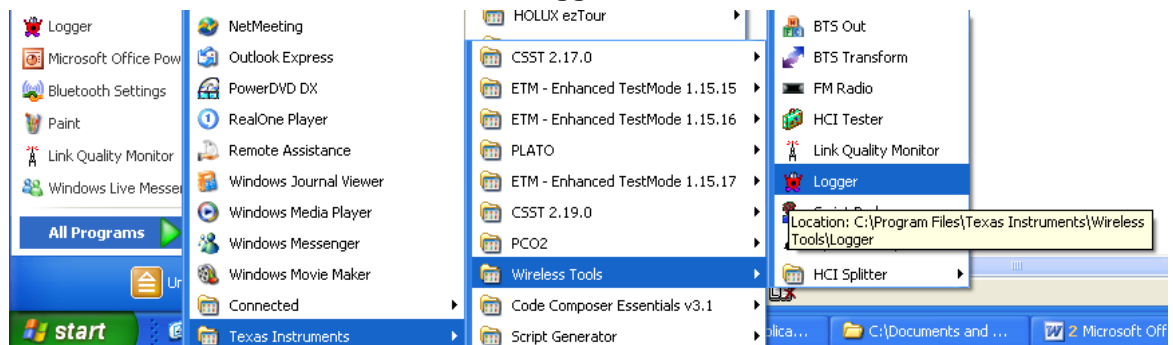 Logger
Microsoft Office Pow
Bluetooth Settings
Paint
Link Quality Monitor
Windows Live Messe
All Programs
start
NetMeeting
Outlook Express
PowerDVD DX
RealOne Player
Remote Assistance
Windows Journal Viewer
Windows Media Player
Windows Messenger
Windows Movie Maker
Connected
Texas Instruments
HOLUX ezTour
CSST 2.17.0
ETM - Enhanced TestMode 1.15.15
ETM - Enhanced TestMode 1.15.16
PLATO
ETM - Enhanced TestMode 1.15.17
CSST 2.19.0
PCO2
Wireless Tools
Code Composer Essentials v3.1
Script Generator
BTS Out
BTS Transform
FM Radio
HCI Tester
Link Quality Monitor
Logger
Location: C:\Program Files\Texas Instruments\Wireless
Tools\Logger
HCI Splitter
plica...
C:\Documents and ...
2 Microsoft Off